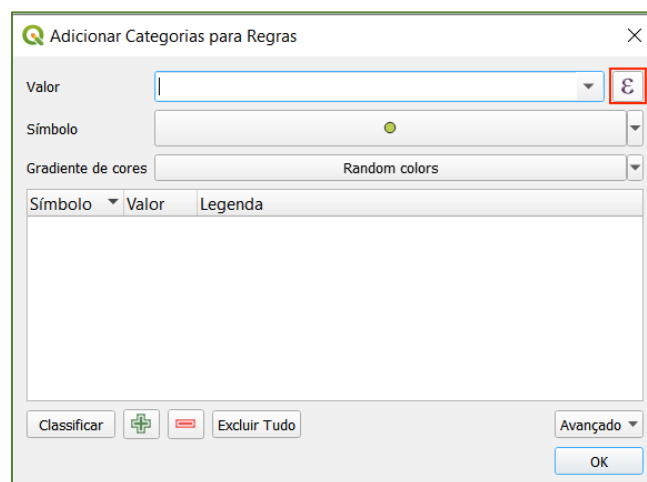 Adicionar Categorias para Regras
Valor
ε
Símbolo
Gradiente de cores Random colors
Símbolo Valor Legenda
Classificar Excluir Tudo Avançado
OK